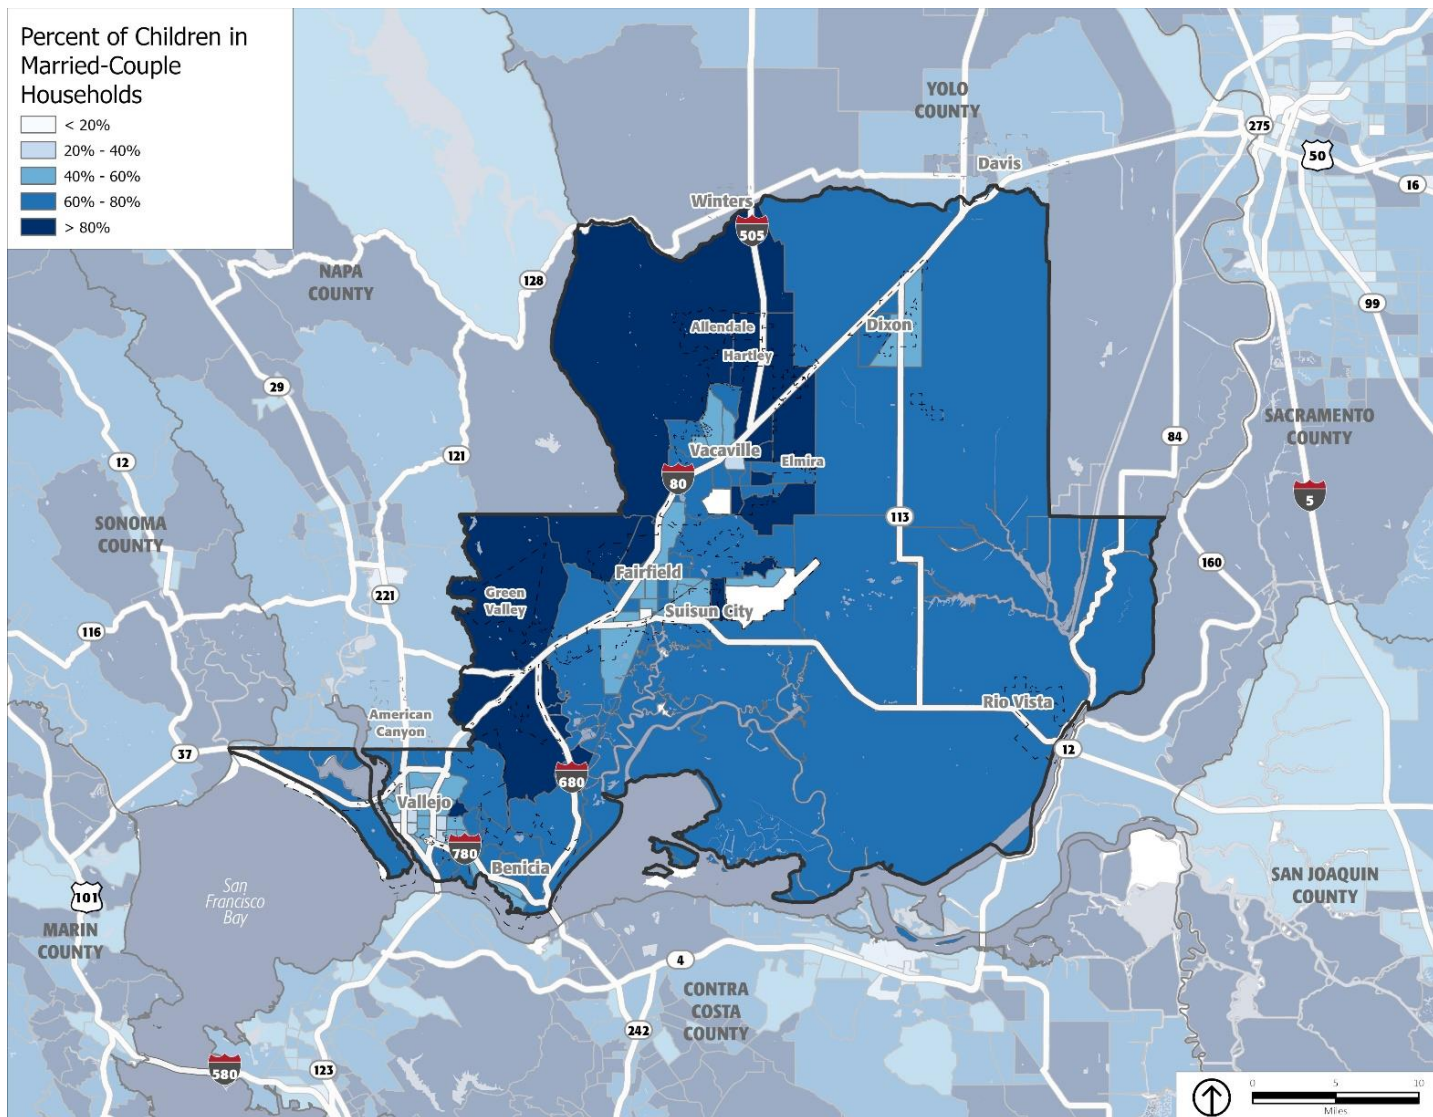 Percent of Children in
Married-Couple
Households
< 20%
20% - 40%
40% - 60%
60% - 80%
> 80%
YOLO
COUNTY
275
50
Davis
16
Winters
505
NAPA
COUNTY
128
99
Allendale
Dixon
Hartley
29
SACRAMENTO
COUNTY
84
12
121
Vacaville
Elmira
80
5
SONOMA
COUNTY
113
160
Fairfield
221
Green
Valley
Suisun City
116
American
Canyon
Rio Vista
37
12
680
Vallejo
780
Benicia
SAN JOAQUIN
COUNTY
101
San
Francisco
Bay
MARIN
COUNTY
4
CONTRA
COSTA
COUNTY
242
580
123
0 5 10
Miles